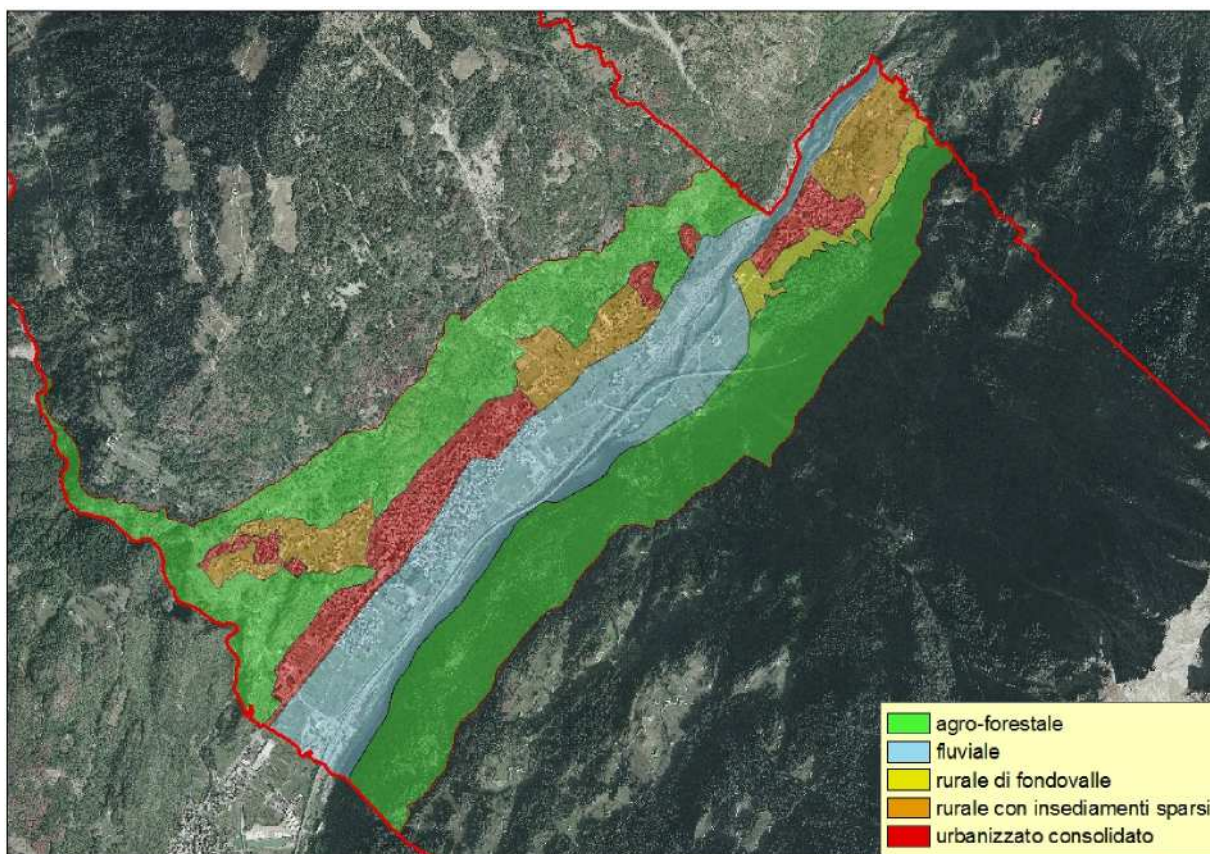 agro-forestale
fluviale
rurale di fondovalle
rurale con insediamenti sparsi
urbanizzato consolidato